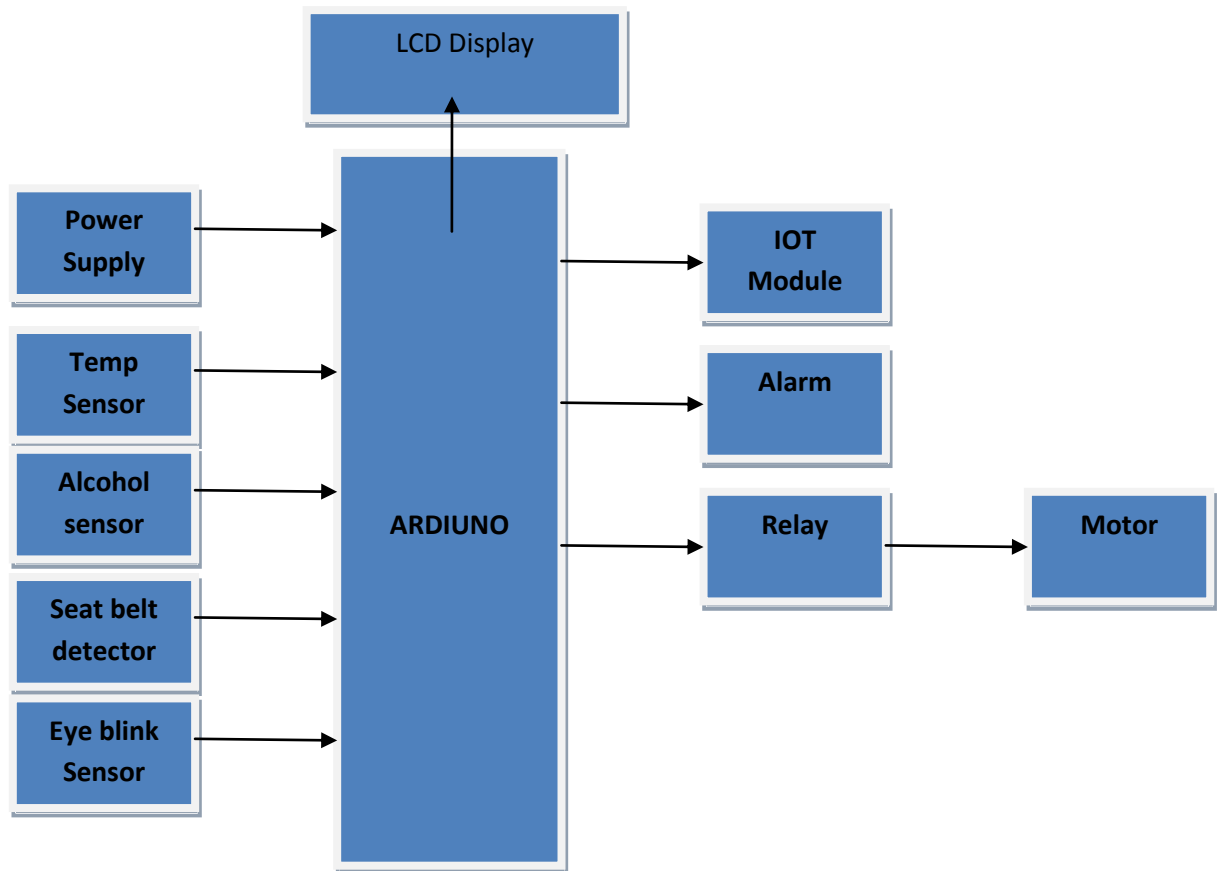 LCD Display
Power
Supply
IOT
Module
Temp
Sensor
Alarm
Alcohol
sensor
ARDIUNO
Relay
Motor
Seat belt
detector
Eye blink
Sensor